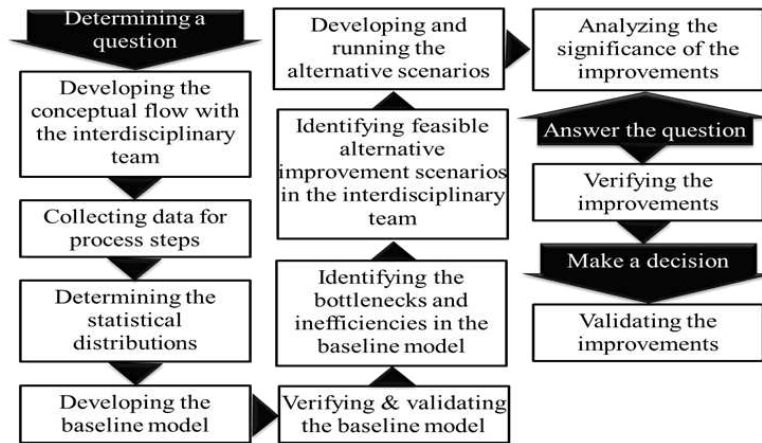 Determining a
question
Developing the
conceptual flow with
the interdisciplinary
team
Collecting data for
process steps
Determining the
statistical
distributions
Developing the
baseline model
Verifying & validating
the baseline model
Identifying the
bottlenecks and
inefficiencies in the
baseline model
Identifying feasible
alternative
improvement scenarios
in the interdisciplinary
team
Developing and
running the
alternative scenarios
Analyzing the
significance of the
improvements
Answer the question
Verifying the
improvements
Make a decision
Validating the
improvements